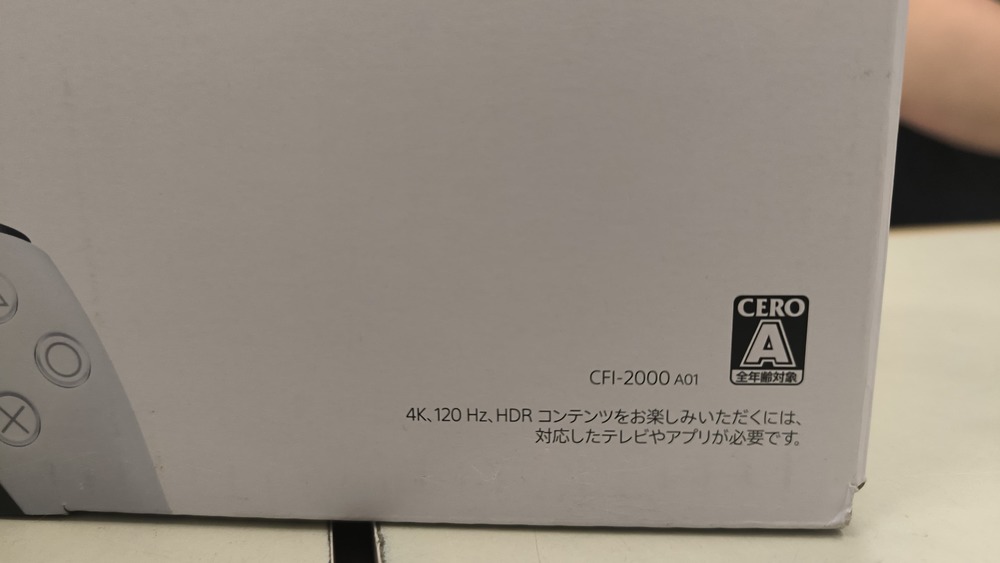 CERO
A
全年齢対象
CFI-2000 A01
4K、120 Hz、HDR コンテンツをお楽しみいただくには、
対応したテレビやアプリが必要です。